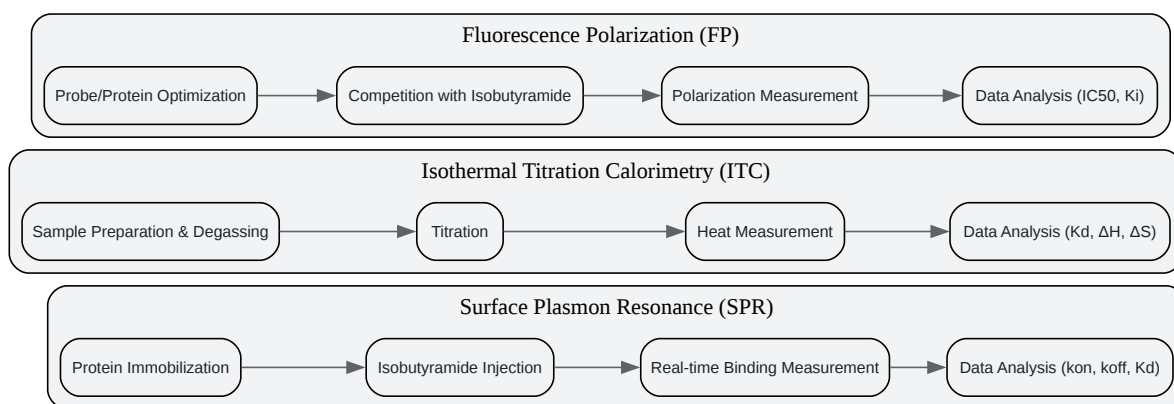 Fluorescence Polarization (FP)
Probe/Protein Optimization
Competition with Isobutyramide
Polarization Measurement
Data Analysis (IC50, Ki)
Isothermal Titration Calorimetry (ITC)
Sample Preparation & Degassing
Titration
Heat Measurement
Data Analysis (Kd, ΔH, ΔS)
Surface Plasmon Resonance (SPR)
Protein Immobilization
Isobutyramide Injection
Real-time Binding Measurement
Data Analysis (kon, koff, Kd)